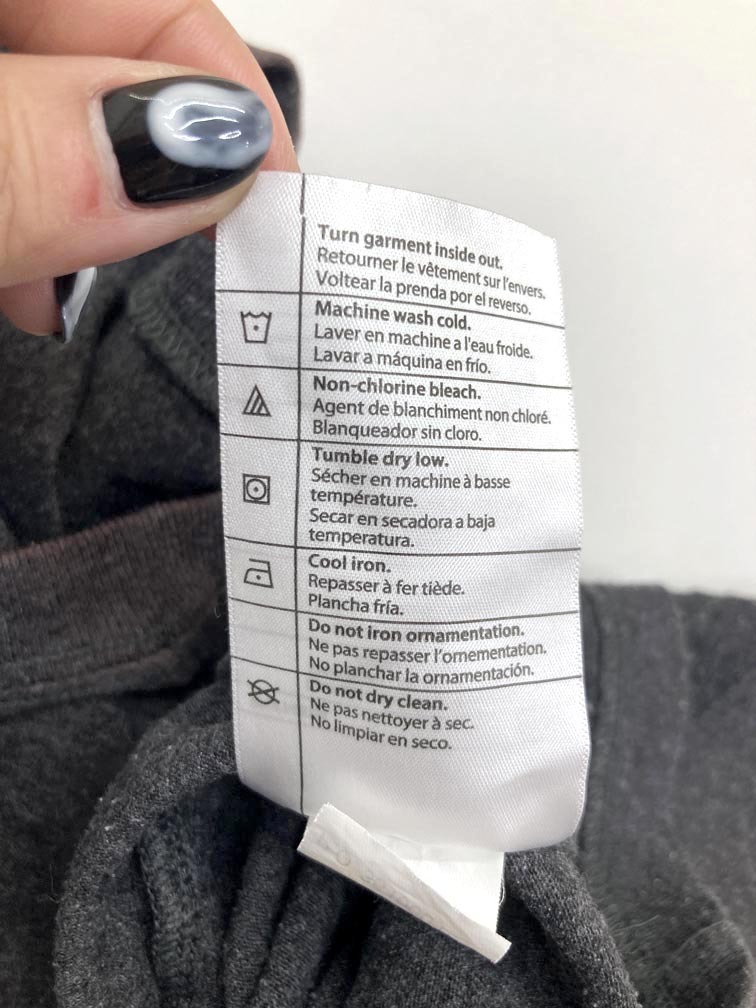 Turn garment inside out.
Retourner le vêtement sur l'envers.
Voltear la prenda por el reverso.
Machine wash cold.
Laver en machine a l'eau froide.
Lavar a máquina en frío.
Non-chlorine bleach.
Agent de blanchiment non chloré.
Blanqueador sin cloro.
Tumble dry low.
Sécher en machine à basse
température.
Secar en secadora a baja
temperatura.
Cool iron.
Repasser à fer tiède.
Plancha fría.
Do not iron ornamentation.
Ne pas repasser l'ornementation.
No planchar la ornamentación.
Do not dry clean.
Ne pas nettoyer à sec.
No limpiar en seco.